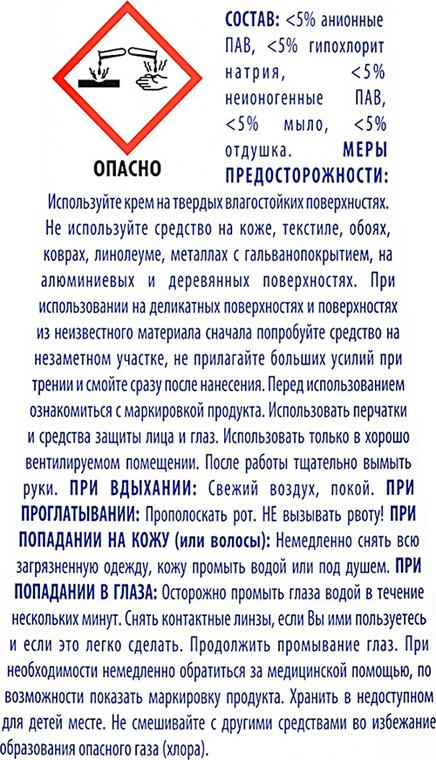 СОСТАВ: <5% анионные
ПАВ, <5% гипохлорит
натрия, <5%
неионогенные ПАВ,
<5% мыло, <5%
отдушка. МЕРЫ
ПРЕДОСТОРОЖНОСТИ:
ОПАСНО
Используйте крем на твердых влагостойких поверхностях.
Не используйте средство на коже, текстиле, обоях,
коврах, линолеуме, металлах с гальванопокрытием, на
алюминиевых и деревянных поверхностях. При
использовании на деликатных поверхностях и поверхностях
из неизвестного материала сначала попробуйте средство на
незаметном участке, не прилагайте больших усилий при
трении и смойте сразу после нанесения. Перед использованием
ознакомиться с маркировкой продукта. Использовать перчатки
и средства защиты лица и глаз. Использовать только в хорошо
вентилируемом помещении. После работы тщательно вымыть
руки. ПРИ ВДЫХАНИИ: Свежий воздух, покой. ПРИ
ПРОГЛАТЫВАНИИ: Прополоскать рот. НЕ вызывать рвоту! ПРИ
ПОПАДАНИИ НА КОЖУ (или волосы): Немедленно снять всю
загрязненную одежду, кожу промыть водой или под душем. ПРИ
ПОПАДАНИИ В ГЛАЗА: Осторожно промыть глаза водой в течение
нескольких минут. Снять контактные линзы, если Вы ими пользуетесь
и если это легко сделать. Продолжить промывание глаз. При
необходимости немедленно обратиться за медицинской помощью, по
возможности показать маркировку продукта. Хранить в недоступном
для детей месте. Не смешивайте с другими средствами во избежание
образования опасного газа (хлора).